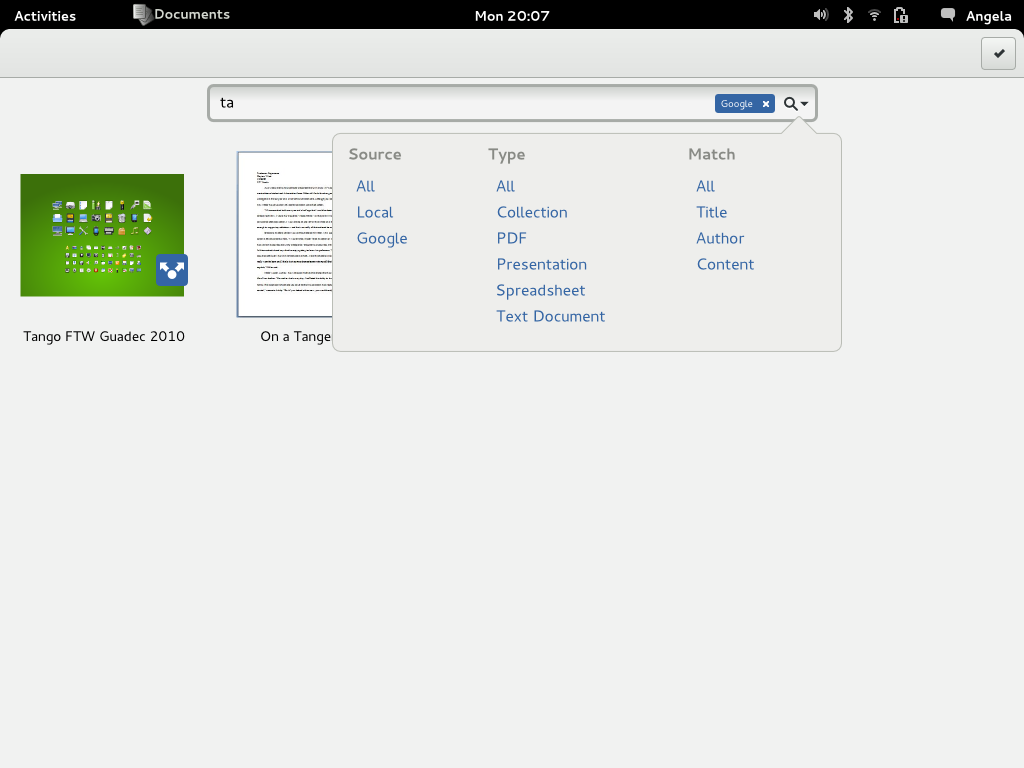 Activities Documents Mon 20:07 Angela
ta Google
Source Type Match
All All All
Local Collection Title
Google PDF Author
Presentation Content
Spreadsheet
Text Document
Tango FTW Guadec 2010 On a Tange